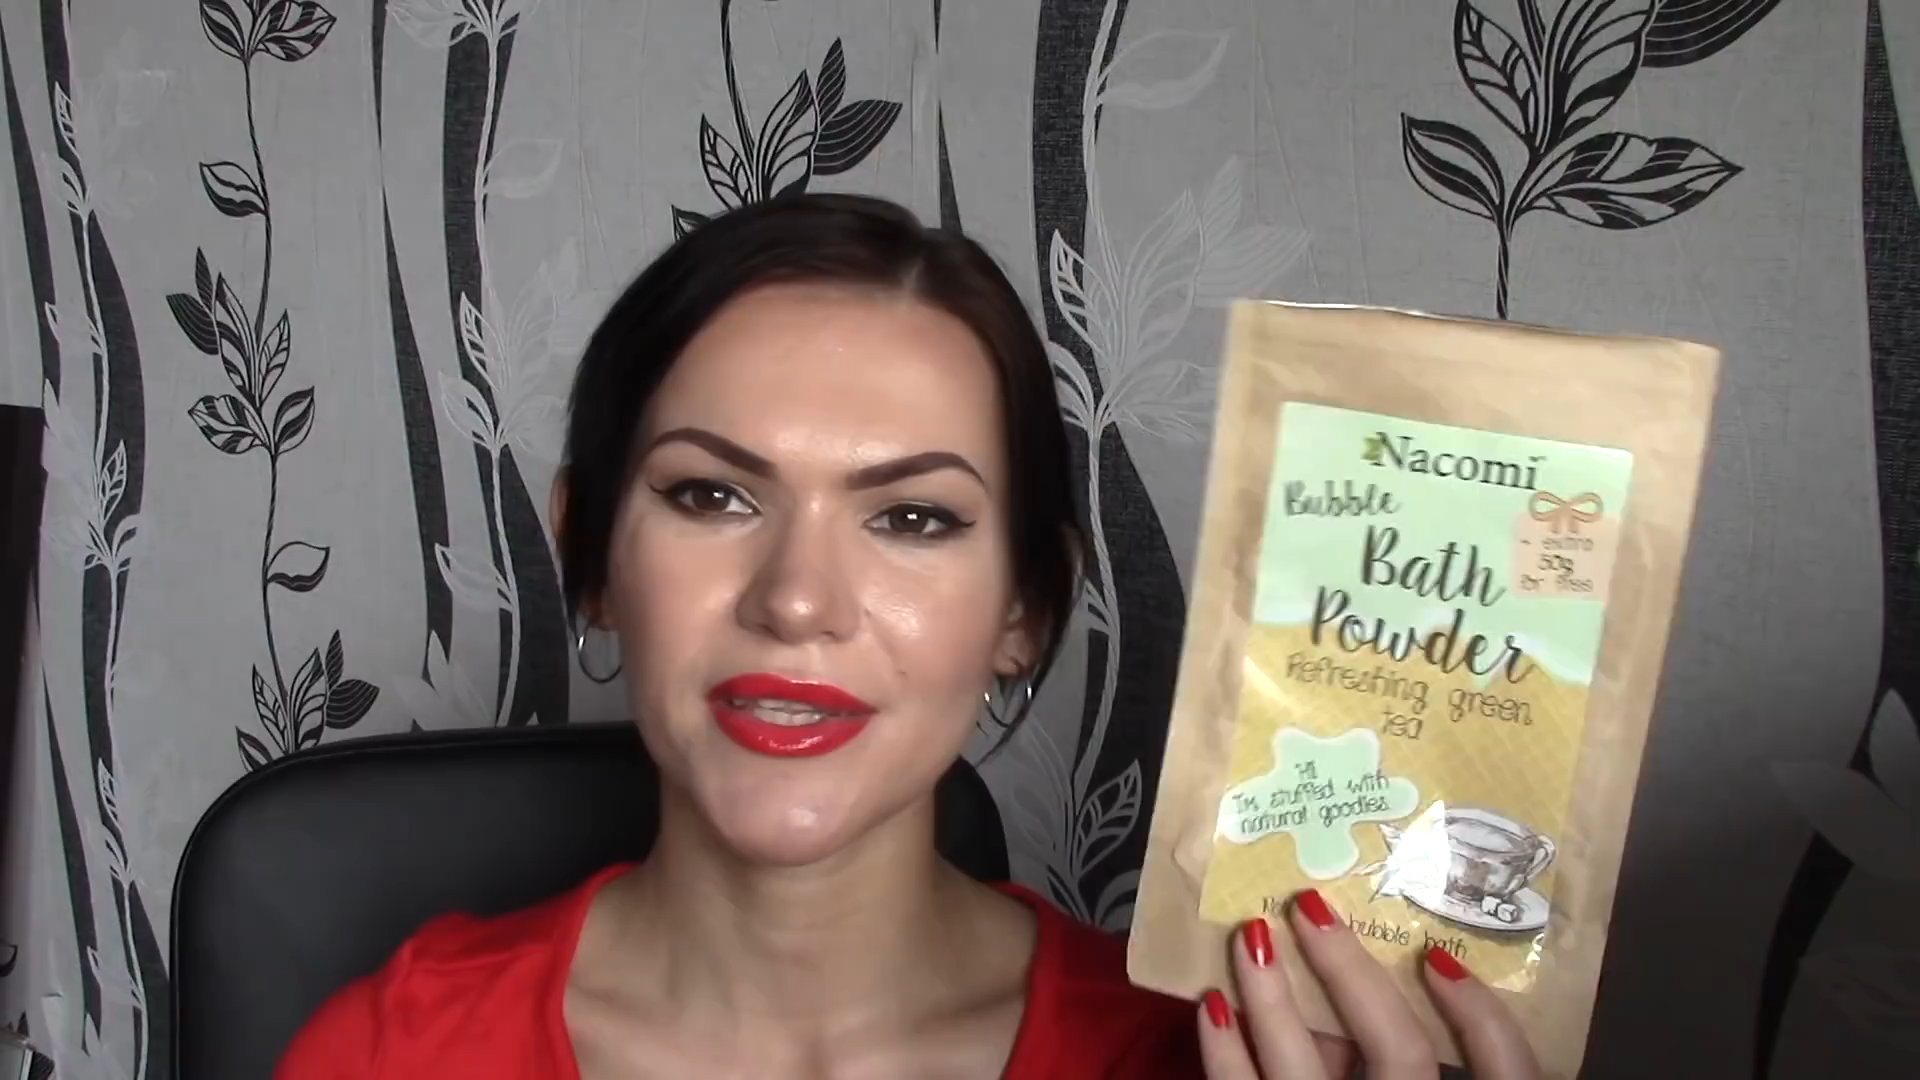 Nacomi
Bubble
Bath
Powder
+ extra
50g
for free
Refreshing green
tea
Hi
I'm stuffed with
natural goodies
bubble bath